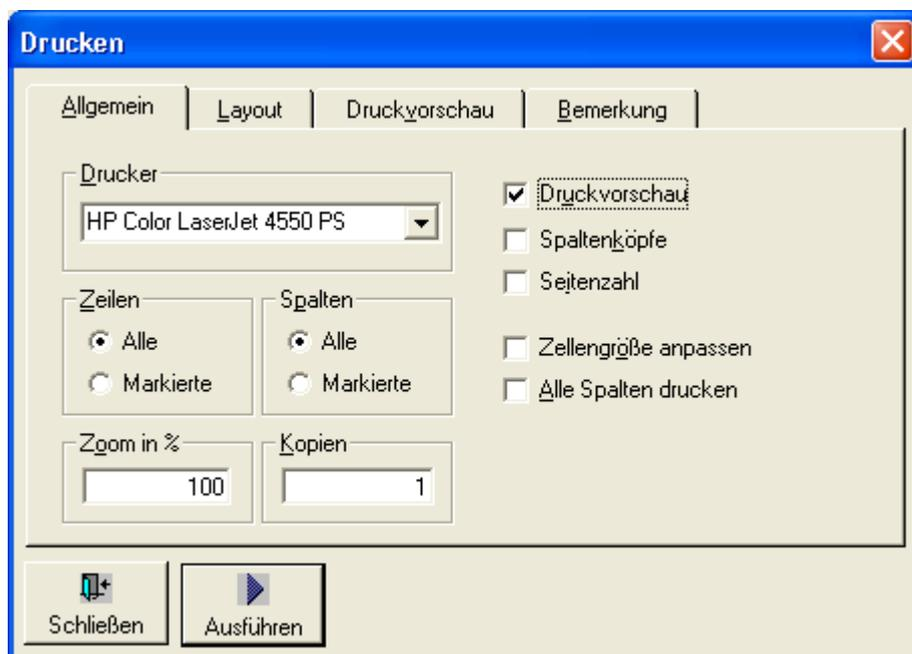 Drucken
Allgemein Layout Druckvorschau Bemerkung
Drucker
HP Color LaserJet 4550 PS
Zeilen
Alle
Markierte
Spalten
Alle
Markierte
Zoom in %
100
Kopien
1
Druckvorschau
Spaltenköpfe
Seitenzahl
Zellengröße anpassen
Alle Spalten drucken
Schließen Ausführen